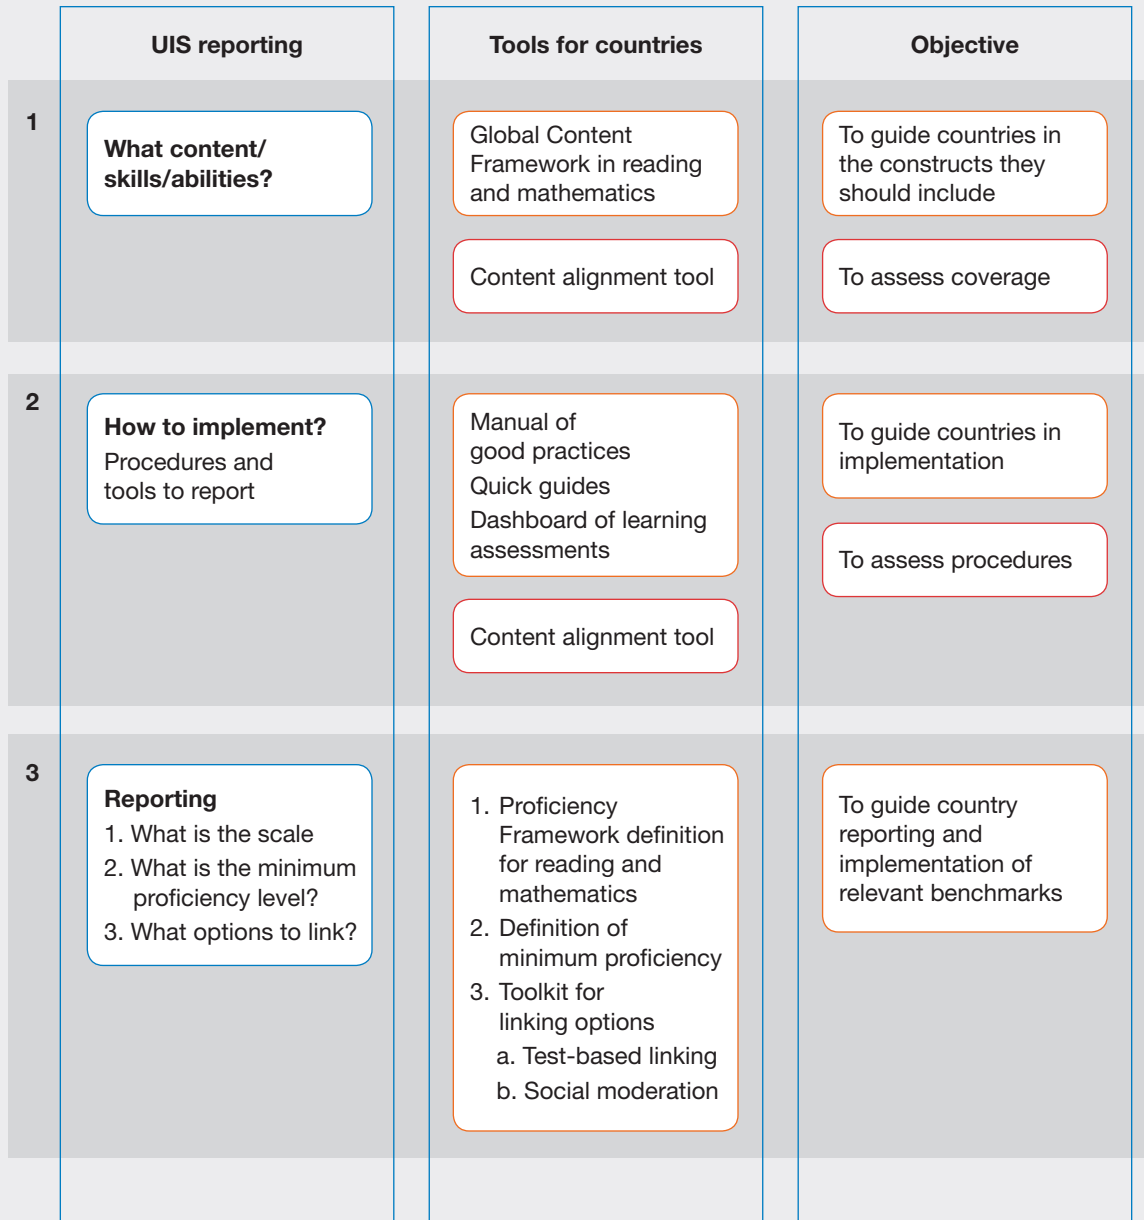 UIS reporting
Tools for countries
Objective
1
What content/
skills/abilities?
Global Content
Framework in reading
and mathematics
To guide countries in
the constructs they
should include
Content alignment tool
To assess coverage
2
How to implement?
Procedures and
tools to report
Manual of
good practices
Quick guides
Dashboard of learning
assessments
To guide countries in
implementation
Content alignment tool
To assess procedures
3
Reporting
1. What is the scale
2. What is the minimum
proficiency level?
3. What options to link?
1. Proficiency
Framework definition
for reading and
mathematics
2. Definition of
minimum proficiency
3. Toolkit for
linking options
a. Test-based linking
b. Social moderation
To guide country
reporting and
implementation of
relevant benchmarks